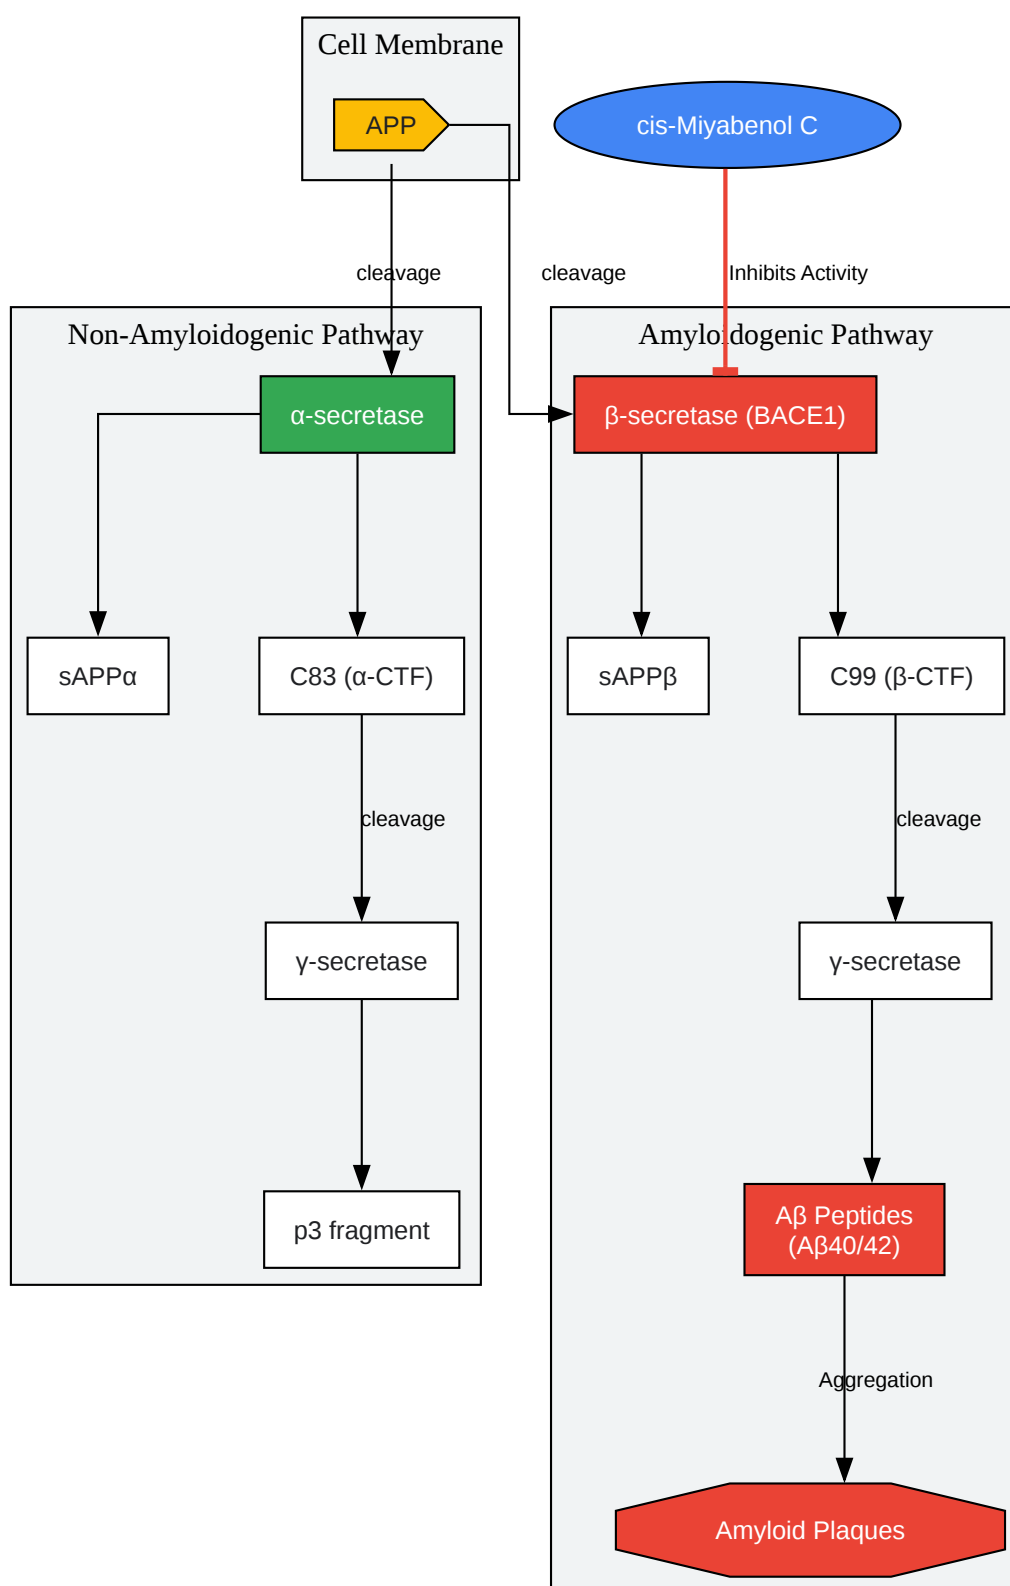 Cell Membrane
APP
cis-Miyabenol C
cleavage
cleavage
Inhibits Activity
Non-Amyloidogenic Pathway
Amyloidogenic Pathway
α-secretase
β-secretase (BACE1)
sAPPα
C83 (α-CTF)
sAPPβ
C99 (β-CTF)
cleavage
cleavage
γ-secretase
γ-secretase
p3 fragment
Aβ Peptides
(Aβ40/42)
Aggregation
Amyloid Plaques